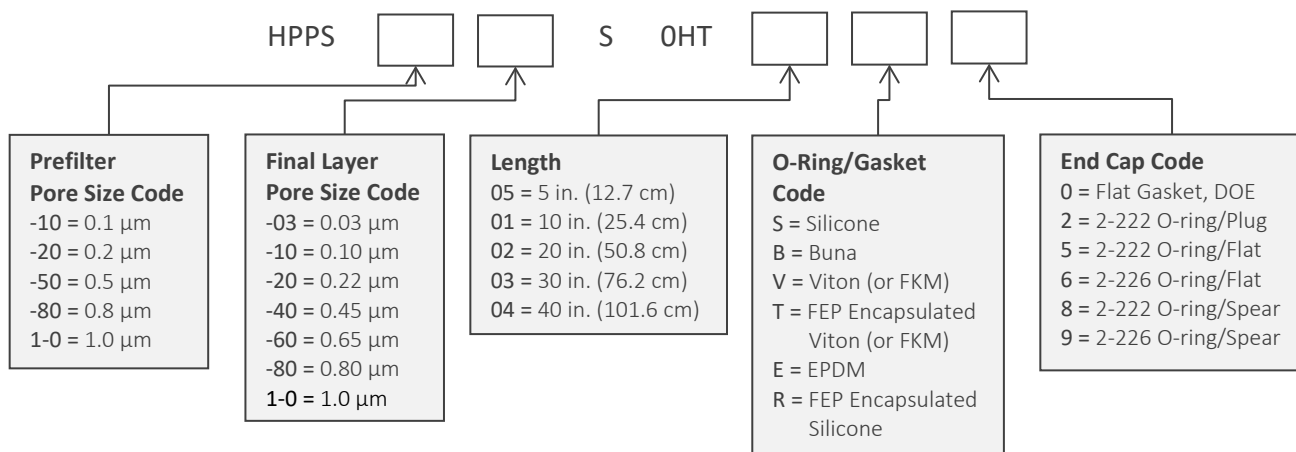 HPPS S 0HT
Prefilter
Pore Size Code
-10 = 0.1 µm
-20 = 0.2 µm
-50 = 0.5 µm
-80 = 0.8 µm
1-0 = 1.0 µm
Final Layer
Pore Size Code
-03 = 0.03 µm
-10 = 0.10 µm
-20 = 0.22 µm
-40 = 0.45 µm
-60 = 0.65 µm
-80 = 0.80 µm
1-0 = 1.0 µm
Length
05 = 5 in. (12.7 cm)
01 = 10 in. (25.4 cm)
02 = 20 in. (50.8 cm)
03 = 30 in. (76.2 cm)
04 = 40 in. (101.6 cm)
O-Ring/Gasket
Code
S = Silicone
B = Buna
V = Viton (or FKM)
T = FEP Encapsulated
Viton (or FKM)
E = EPDM
R = FEP Encapsulated
Silicone
End Cap Code
0 = Flat Gasket, DOE
2 = 2-222 O-ring/Plug
5 = 2-222 O-ring/Flat
6 = 2-226 O-ring/Flat
8 = 2-222 O-ring/Spear
9 = 2-226 O-ring/Spear